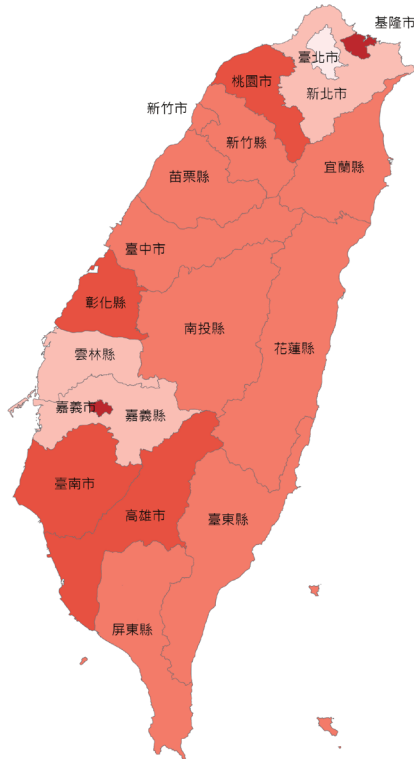 基隆市
臺北市
桃園市
新北市
新竹市
新竹縣
宜蘭縣
苗栗縣
臺中市
彰化縣
南投縣
花蓮縣
雲林縣
嘉義市
嘉義縣
臺南市
高雄市
臺東縣
屏東縣